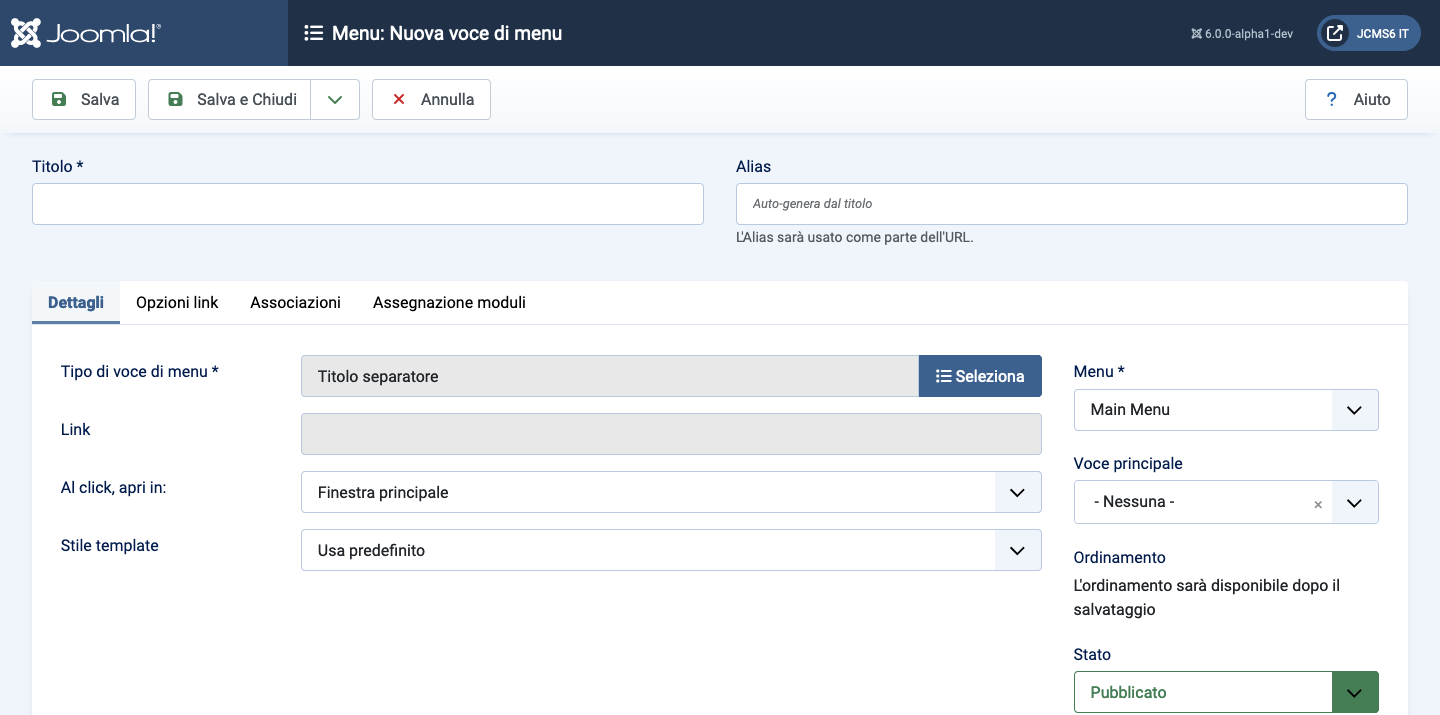 Joomla!®
Menu: Nuova voce di menu
6.0.0-alpha1-dev
JCMS6 IT
Salva
Salva e Chiudi
Annulla
? Aiuto
Titolo *
Alias
Auto-genera dal titolo
L'Alias sarà usato come parte dell'URL.
Dettagli
Opzioni link
Associazioni
Assegnazione moduli
Tipo di voce di menu *
Titolo separatore
Seleziona
Link
Al click, apri in:
Finestra principale
Stile template
Usa predefinito
Menu *
Main Menu
Voce principale
- Nessuna -
×
Ordinamento
L'ordinamento sarà disponibile dopo il
salvataggio
Stato
Pubblicato